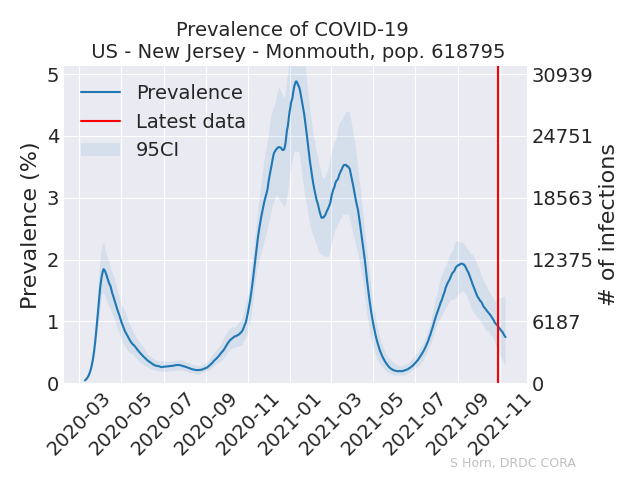 Prevalence of COVID-19
US - New Jersey - Monmouth, pop. 618795
Prevalence
Latest data
95CI
Prevalence (%)
5
4
3
2
1
0
30939
24751
18563
12375
6187
0
# of infections
2020-03
2020-05
2020-07
2020-09
2020-11
2021-01
2021-03
2021-05
2021-07
2021-09
2021-11
S Horn, DRDC CORA